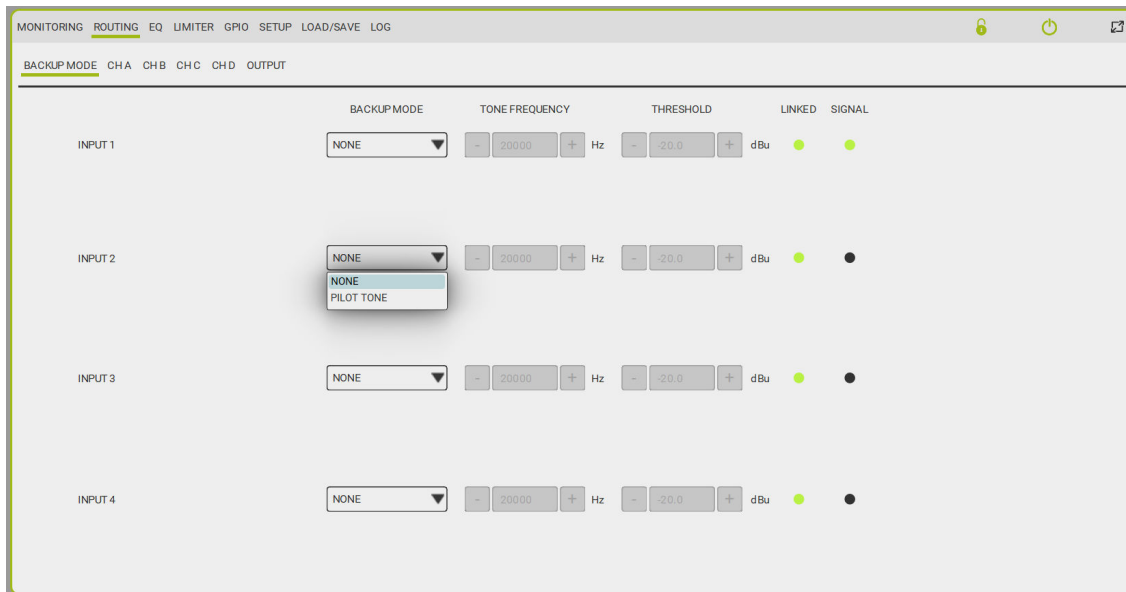 MONITORING ROUTING EQ LIMITER GPIO SETUP LOAD/SAVE LOG
BACKUP MODE CH A CH B CH C CH D OUTPUT
BACKUP MODE TONE FREQUENCY THRESHOLD LINKED SIGNAL
INPUT 1 NONE - 20000 + Hz - -20.0 + dBu
INPUT 2 NONE - 20000 + Hz - -20.0 + dBu
NONE
PILOT TONE
INPUT 3 NONE - 20000 + Hz - -20.0 + dBu
INPUT 4 NONE - 20000 + Hz - -20.0 + dBu